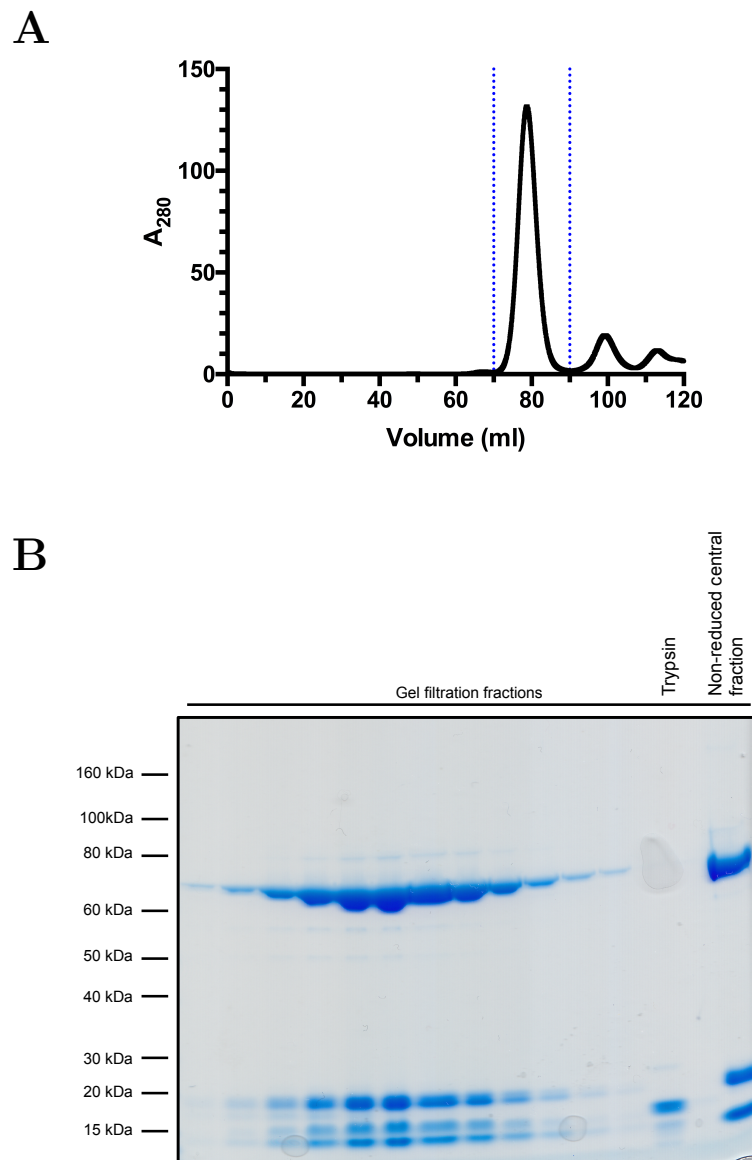 A
150
100
50
0
A280
0 20 40 60 80 100 120
Volume (ml)
B
Gel filtration fractions
Trypsin
Non-reduced central
fraction
160 kDa
100kDa
80 kDa
60 kDa
50 kDa
40 kDa
30 kDa
20 kDa
15 kDa